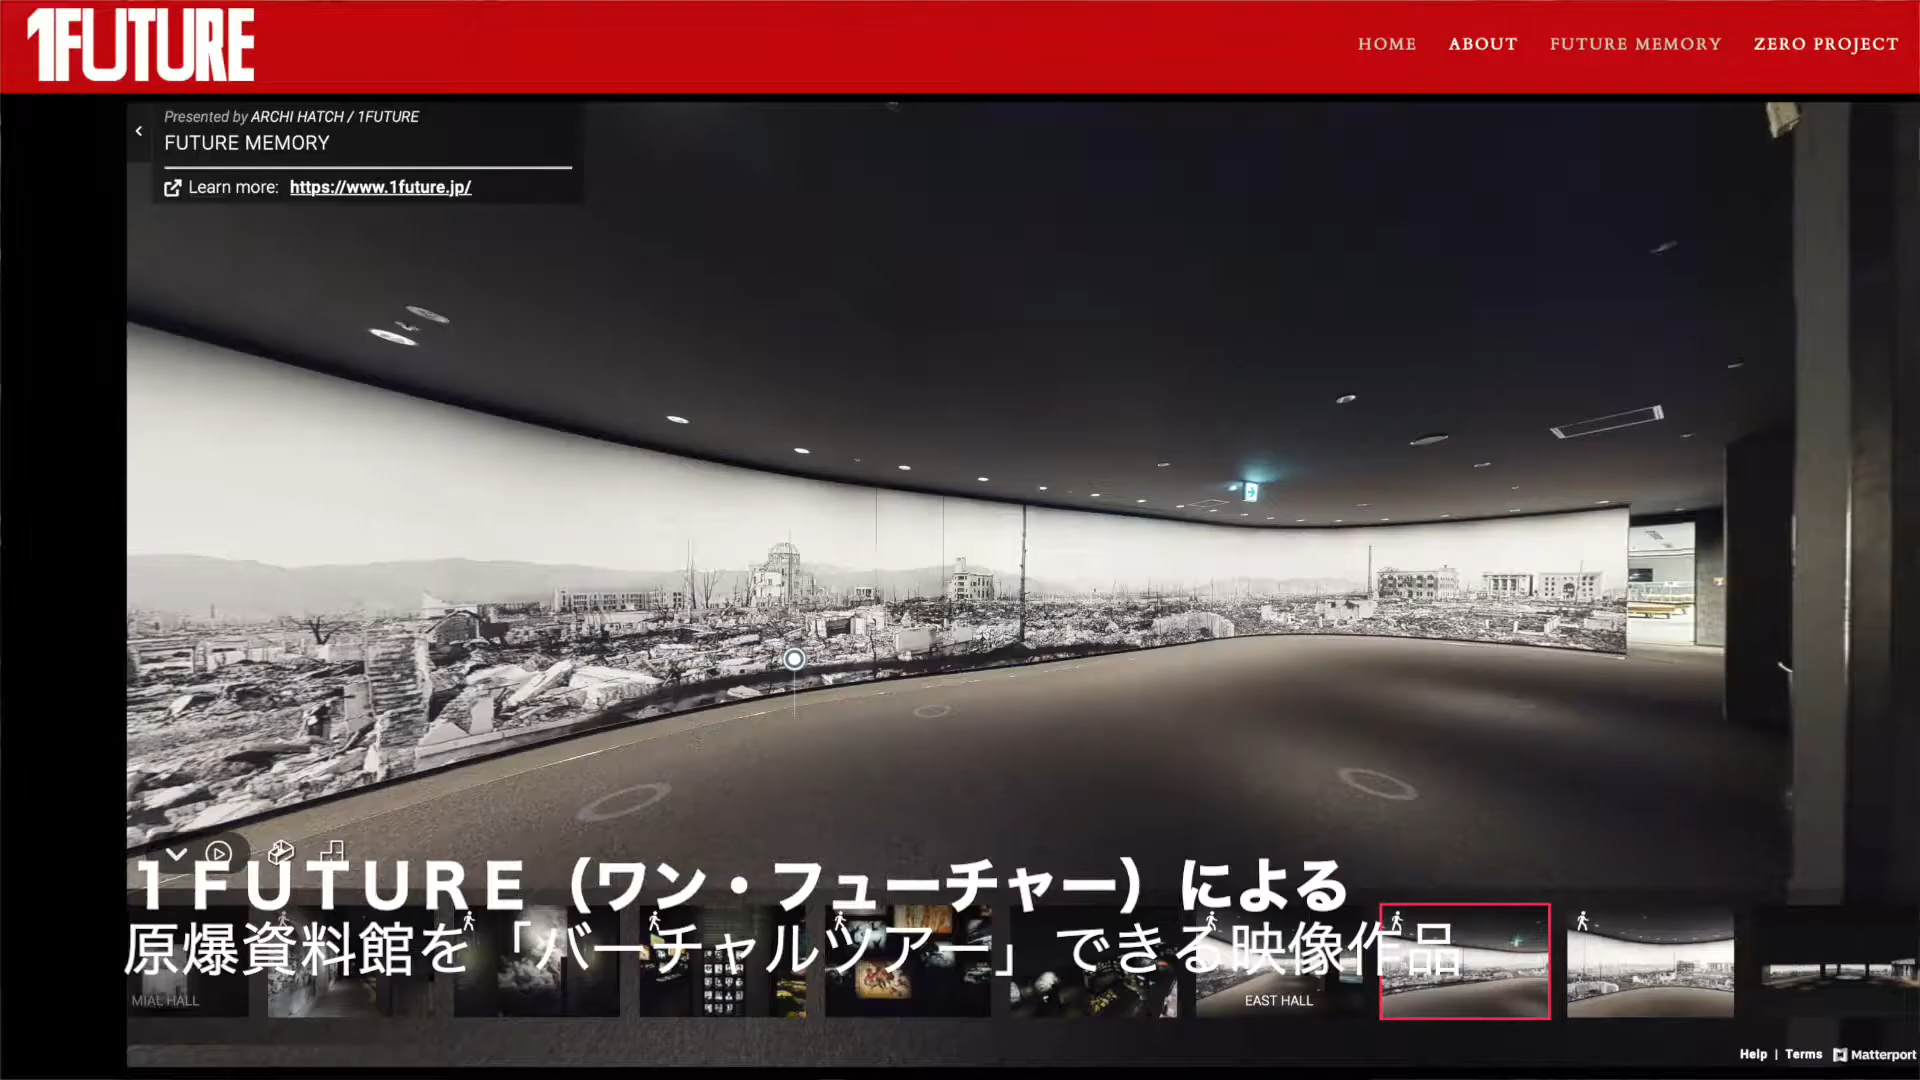 1FUTURE
HOME ABOUT FUTURE MEMORY ZERO PROJECT
Presented by ARCHI HATCH / 1FUTURE
FUTURE MEMORY
Learn more: https://www.1future.jp/
1FUTURE（ワン・フューチャー）による
原爆資料館を「バーチャルツアー」できる映像作品
MIAL HALL
EAST HALL
Help | Terms Matterport